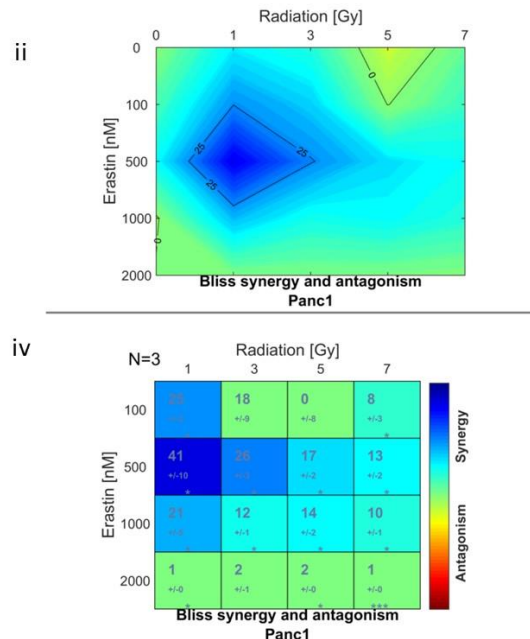 ii
Radiation [Gy]
0 1 3 5 7
Erastin [nM]
0
100
500
1000
2000
0
25
25
25
0
Bliss synergy and antagonism
Panc1
iv
N=3
Radiation [Gy]
1 3 5 7
Erastin [nM]
100
18 0 8
+/-9 +/-8 +/-3
*
500
41 26 17 13
+/-10 +/-2 +/-2
* * * *
1000
21 12 14 10
+/-1 +/-2 +/-1
* * * *
2000
1 2 2 1
+/-0 +/-1 +/-0 +/-0
* * ***
Synergy
Antagonism
Bliss synergy and antagonism
Panc1